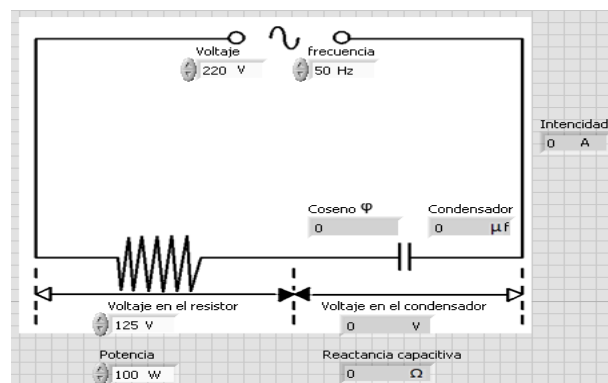 Voltaje
frecuencia
220 V
50 Hz
Intencidad
0 A
Coseno φ
Condensador
0
0 µf
Voltaje en el resistor
Voltaje en el condensador
125 V
0 V
Potencia
Reactancia capacitiva
100 W
0 Ω